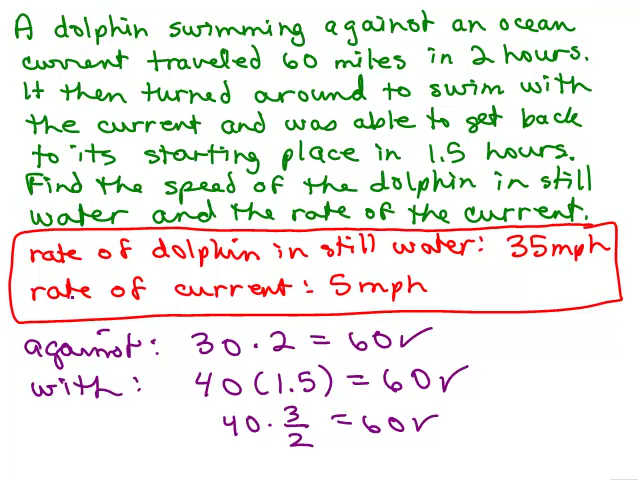 A dolphin swimming against an ocean
current traveled 60 miles in 2 hours.
It then turned around to swim with
the current and was able to get back
to its starting place in 1.5 hours.
Find the speed of the dolphin in still
water and the rate of the current.
rate of dolphin in still water: 35mph
rate of current: 5mph
against: 30 · 2 = 60 ✓
with: 40 (1.5) = 60 ✓
40 · 3/2 = 60 ✓